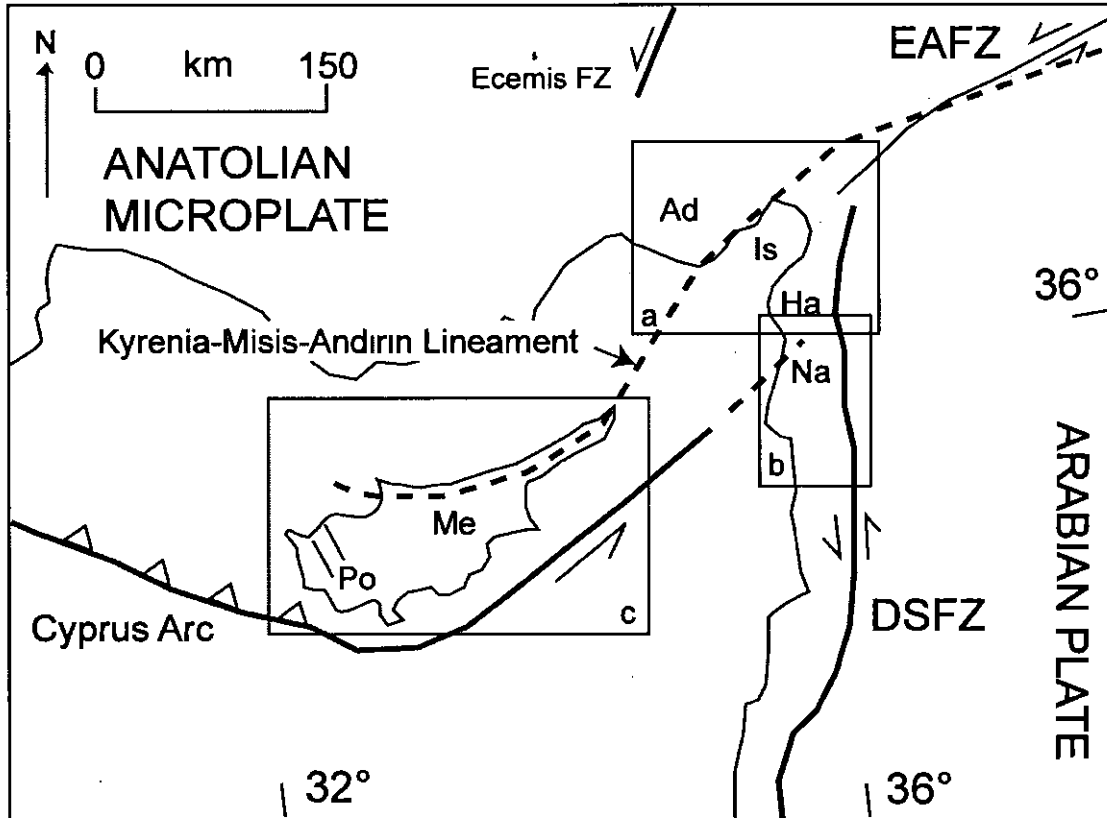 N
0 km 150
Ecemis FZ
EAFZ
ANATOLIAN
MICROPLATE
Ad
Is
Ha
36°
a
Kyrenia-Misis-Andırın Lineament
Na
b
Me
Po
c
Cyprus Arc
DSFZ
ARABIAN PLATE
32°
36°